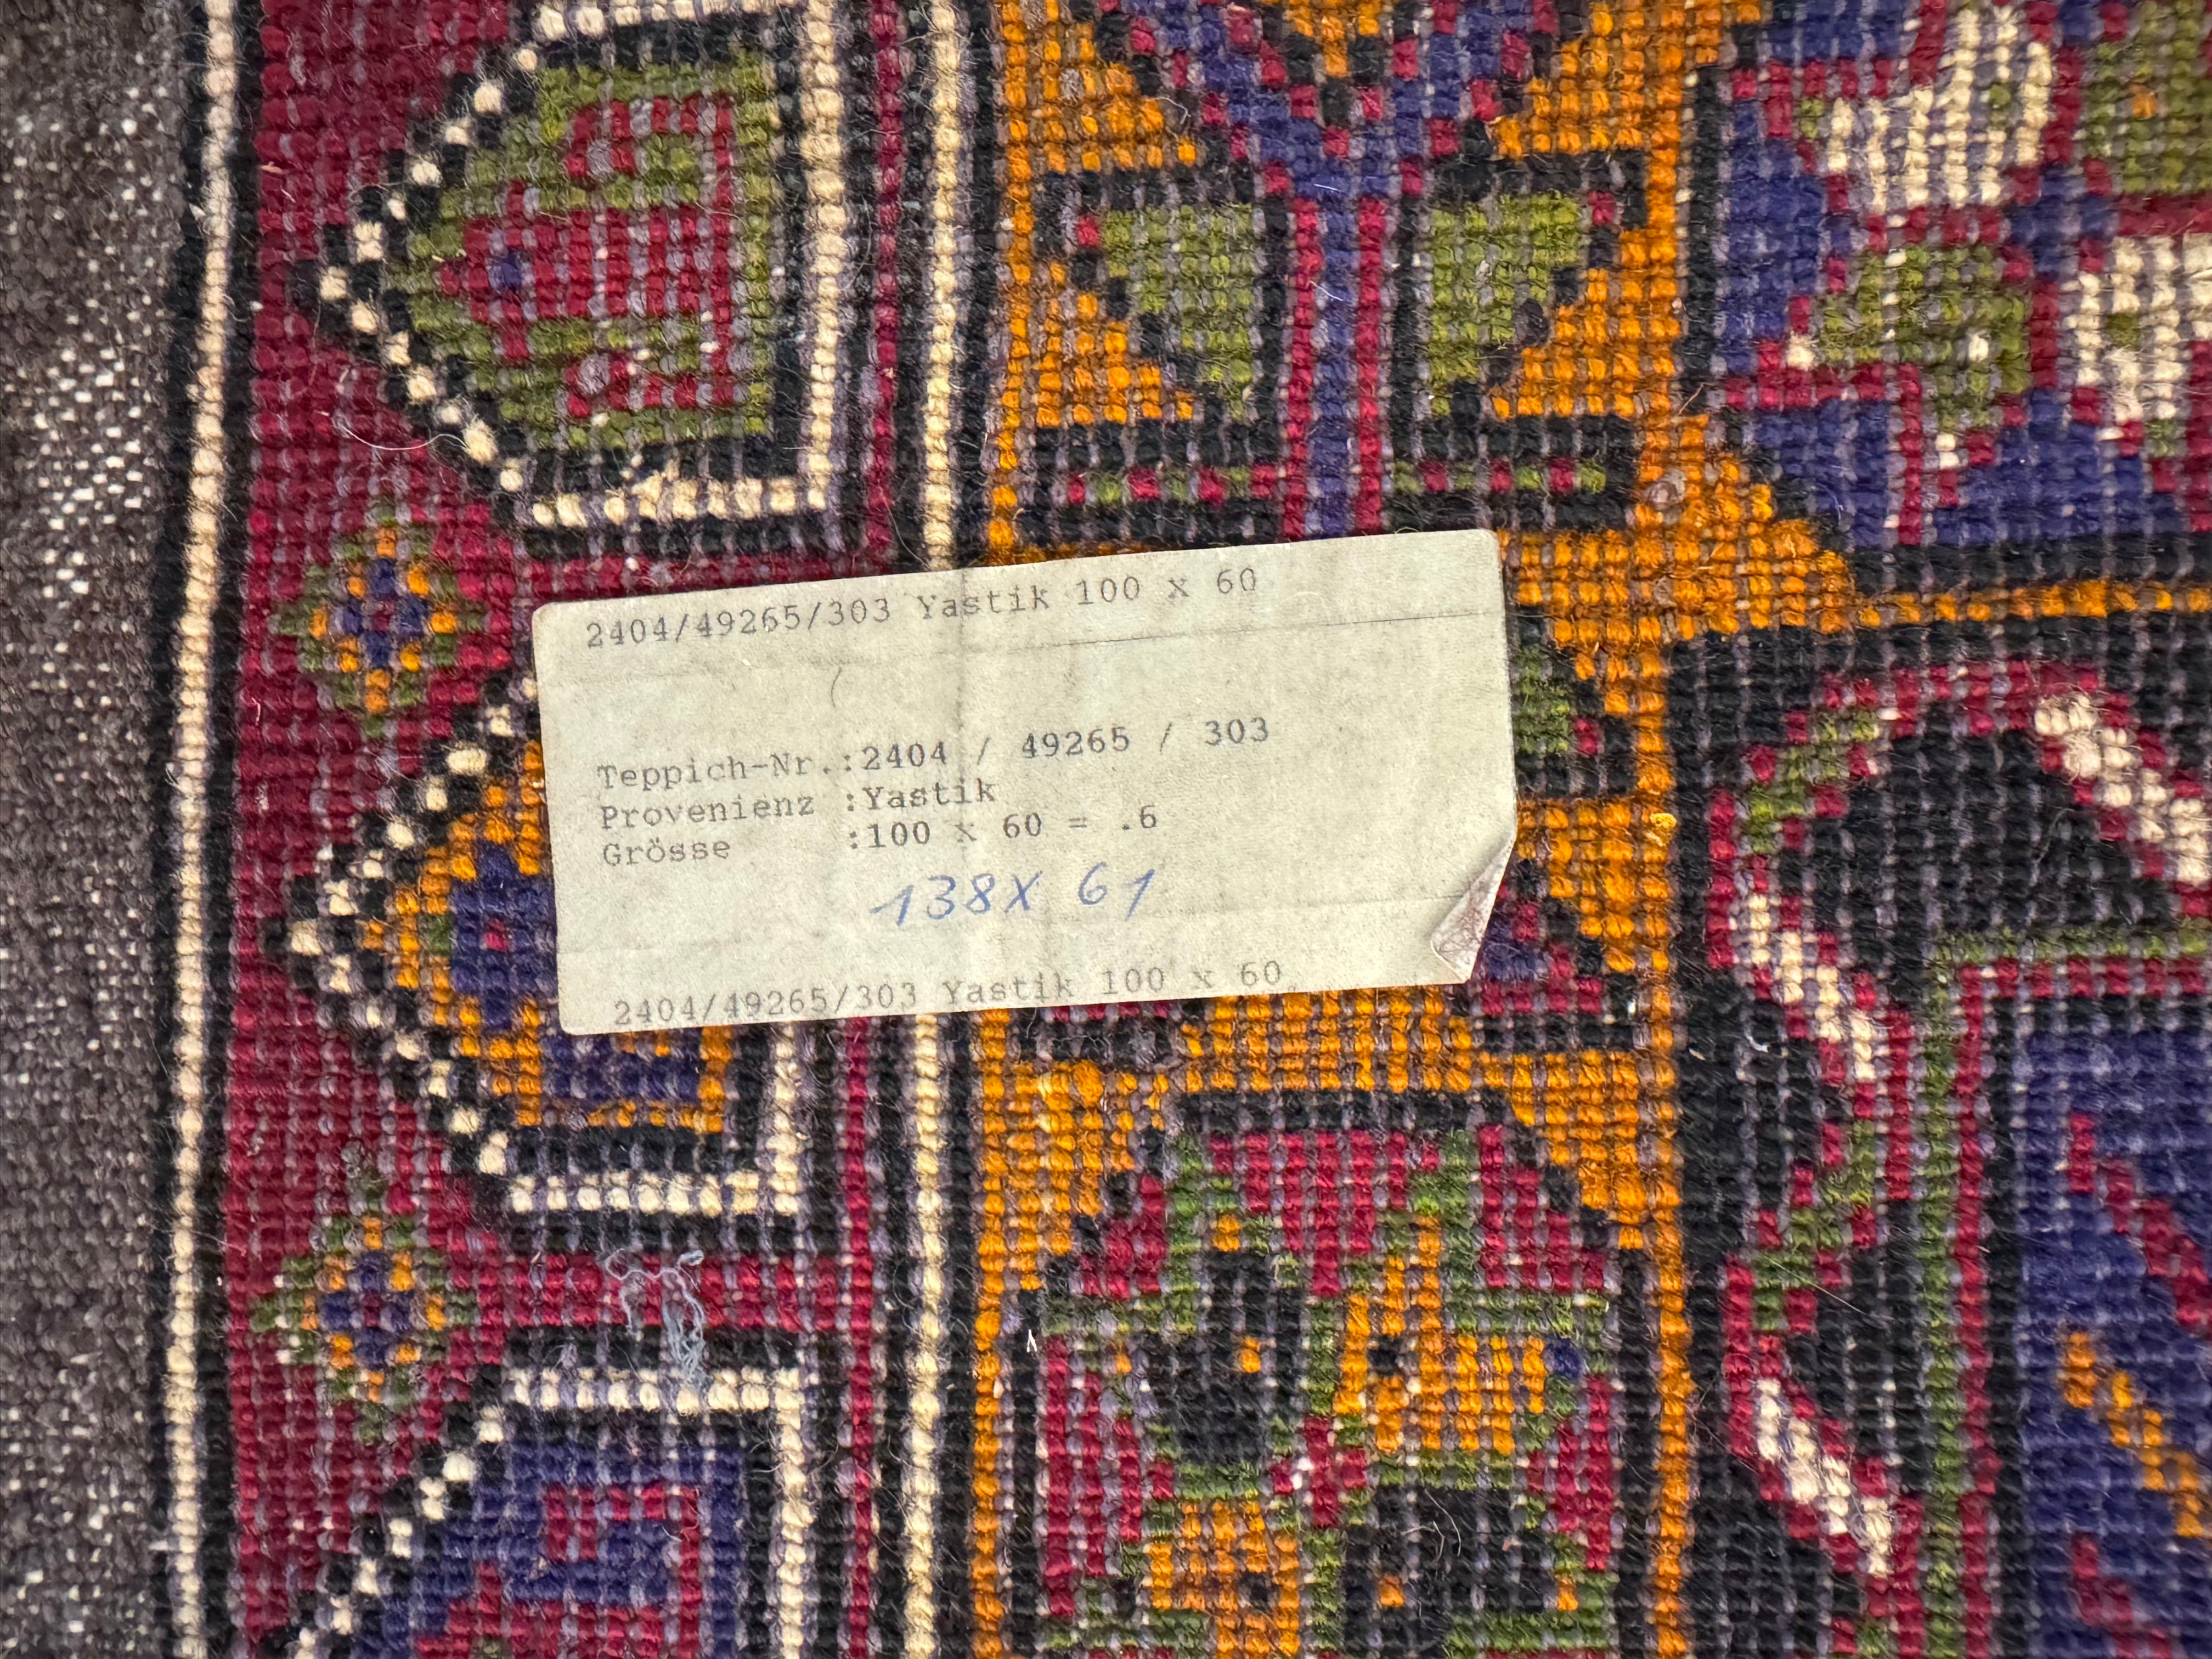 2404/49265/303 Yastik 100 x 60
Teppich-Nr.:2404 / 49265 / 303
Provenienz :Yastik
Grösse :100 x 60 = .6
138X 61
2404/49265/303 Yastik 100 x 60